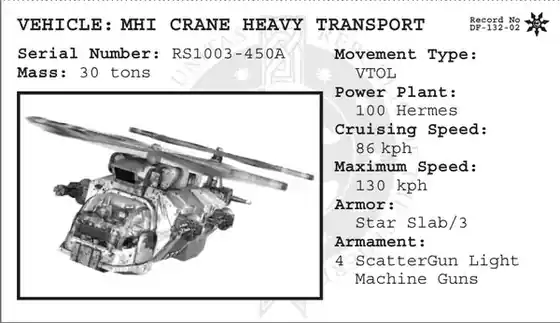 VEHICLE: MHI CRANE HEAVY TRANSPORT
Record No
DF-132-02
Serial Number: RS1003-450A
Mass: 30 tons
Movement Type:
VTOL
Power Plant:
100 Hermes
Cruising Speed:
86 kph
Maximum Speed:
130 kph
Armor:
Star Slab/3
Armament:
4 ScatterGun Light
Machine Guns